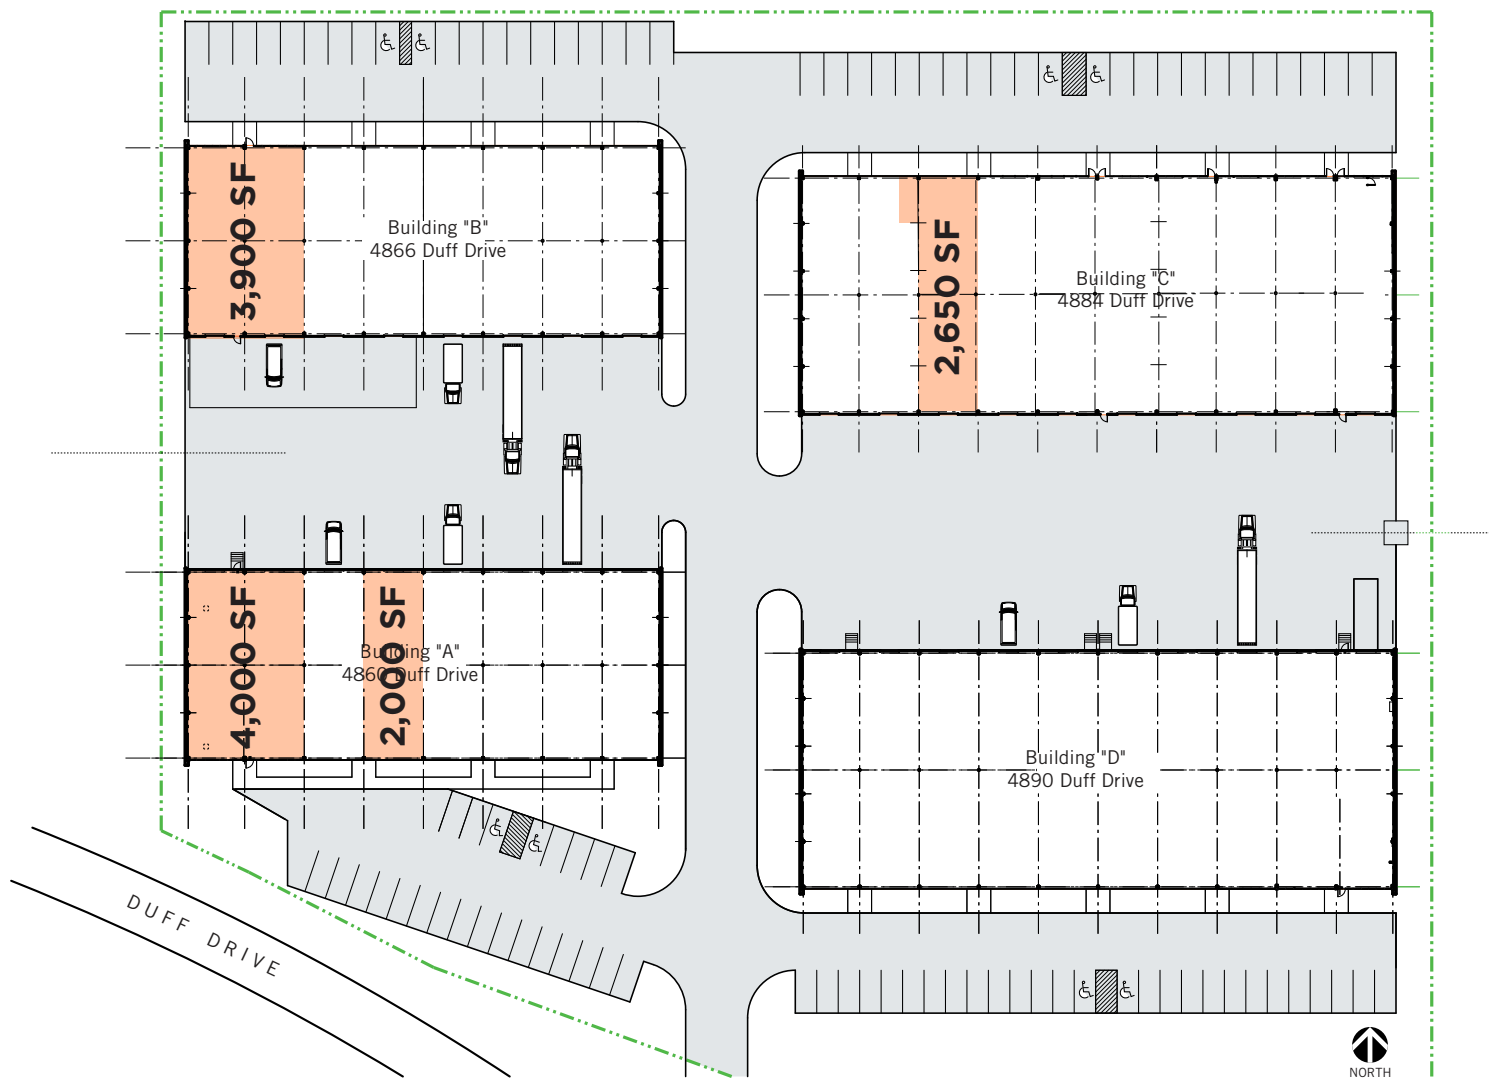 3,900 SF
Building "B"
4866 Duff Drive
2,650 SF
Building "C"
4884 Duff Drive
4,000 SF
2,000 SF
Building "A"
4860 Duff Drive
Building "D"
4890 Duff Drive
DUFF DRIVE
NORTH